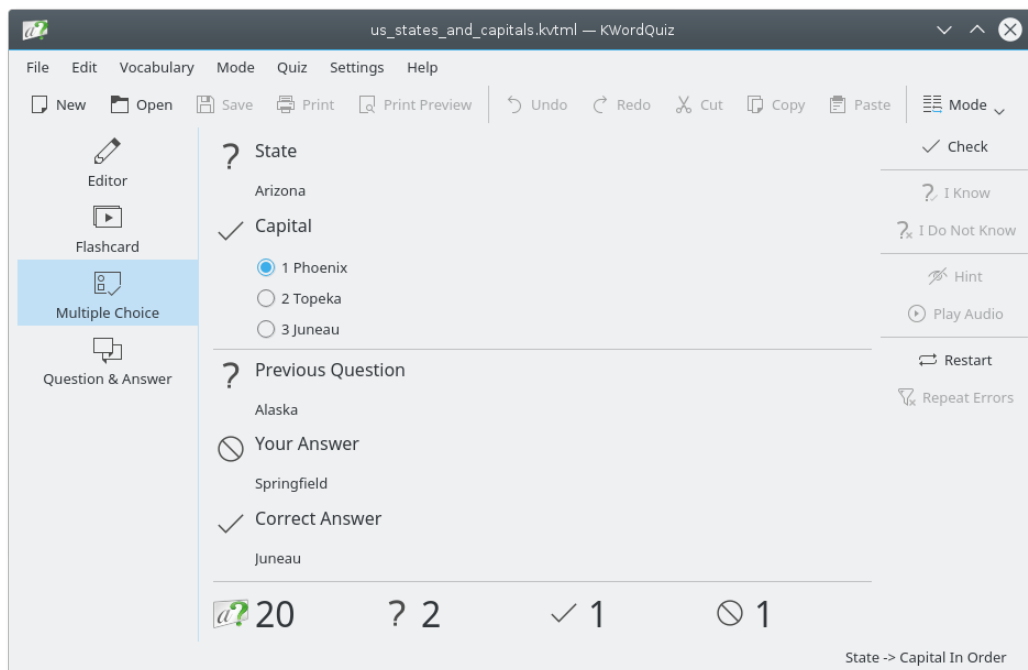 us_states_and_capitals.kvtml — KWordQuiz
File Edit Vocabulary Mode Quiz Settings Help
New Open Save Print Print Preview Undo Redo Cut Copy Paste Mode
Editor
Flashcard
Multiple Choice
Question & Answer
? State
Arizona
Capital
1 Phoenix
2 Topeka
3 Juneau
? Previous Question
Alaska
Your Answer
Springfield
Correct Answer
Juneau
a? 20 ? 2 1 1
Check
I Know
I Do Not Know
Hint
Play Audio
Restart
Repeat Errors
State -> Capital In Order